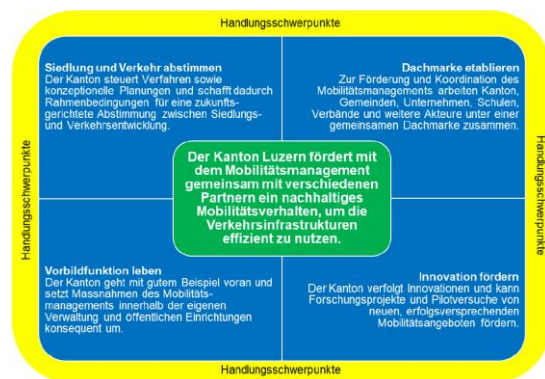 Handlungsschwerpunkte
Siedlung und Verkehr abstimmen
Der Kanton steuert Verfahren sowie
konzeptionelle Planungen und schafft dadurch
Rahmenbedingungen für eine zukunfts-
gerichtete Abstimmung zwischen Siedlungs-
und Verkehrsentwicklung.
Dachmarke etablieren
Zur Förderung und Koordination des
Mobilitätsmanagements arbeiten Kanton,
Gemeinden, Unternehmen, Schulen,
Verbände und weitere Akteure unter einer
gemeinsamen Dachmarke zusammen.
Handlungsschwerpunkte
Der Kanton Luzern fördert mit
dem Mobilitätsmanagement
gemeinsam mit verschiedenen
Partnern ein nachhaltiges
Mobilitätsverhalten, um die
Verkehrsinfrastrukturen
effizient zu nutzen.
Handlungsschwerpunkte
Vorbildfunktion leben
Der Kanton geht mit gutem Beispiel voran und
setzt Massnahmen des Mobilitäts-
managements innerhalb der eigenen
Verwaltung und öffentlichen Einrichtungen
konsequent um.
Innovation fördern
Der Kanton verfolgt Innovationen und kann
Forschungsprojekte und Pilotversuche von
neuen, erfolgsversprechenden
Mobilitätsangeboten fördern.
Handlungsschwerpunkte